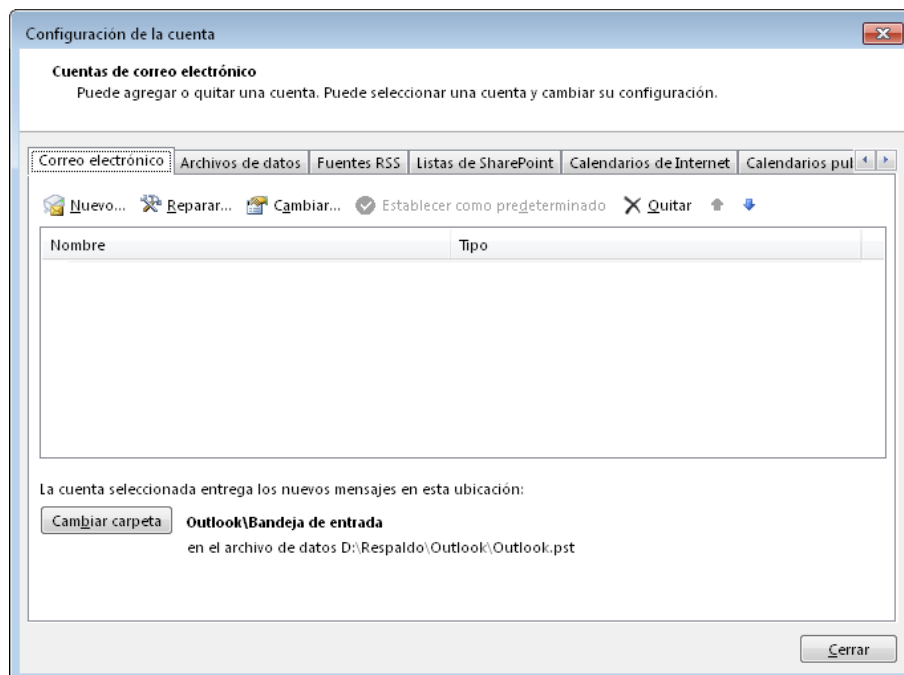 Configuración de la cuenta
Cuentas de correo electrónico
Puede agregar o quitar una cuenta. Puede seleccionar una cuenta y cambiar su configuración.
Correo electrónico Archivos de datos Fuentes RSS Listas de SharePoint Calendarios de Internet Calendarios pul
Nuevo... Reparar... Cambiar... Establecer como predeterminado Quitar
Nombre Tipo
La cuenta seleccionada entrega los nuevos mensajes en esta ubicación:
Cambiar carpeta Outlook\Bandeja de entrada
en el archivo de datos D:\Respaldo\Outlook\Outlook.pst
Cerrar